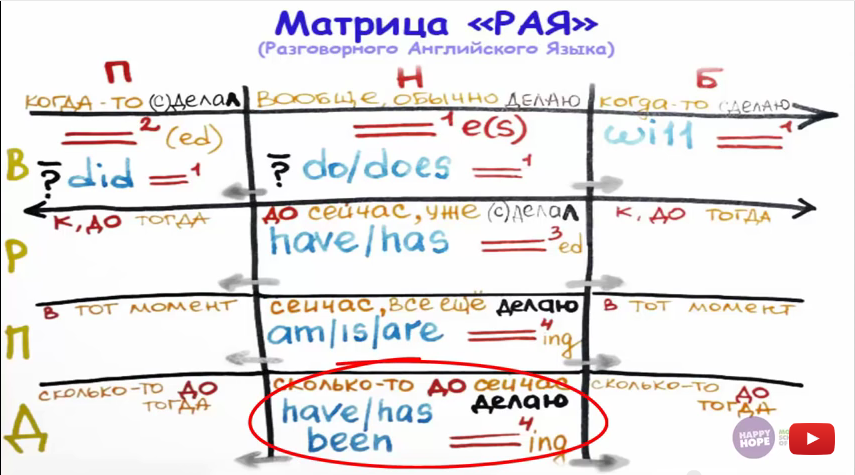 Матрица «РАЯ»
(Разговорного Английского Языка)
П Н Б
когда-то (с)делал вообще, обычно делаю когда-то сделаю
2 (ed) 1 e(s) will 1
В
? did 1 ? do/does 1
к, до тогда до сейчас, уже (с)делал к, до тогда
Р have/has 3 ed
в тот момент сейчас, всё ещё делаю в тот момент
П am/is/are 4 ing
сколько-то до тогда сколько-то до сейчас делаю сколько-то до тогда
Д have/has been 4 ing
HAPPY
HOPE